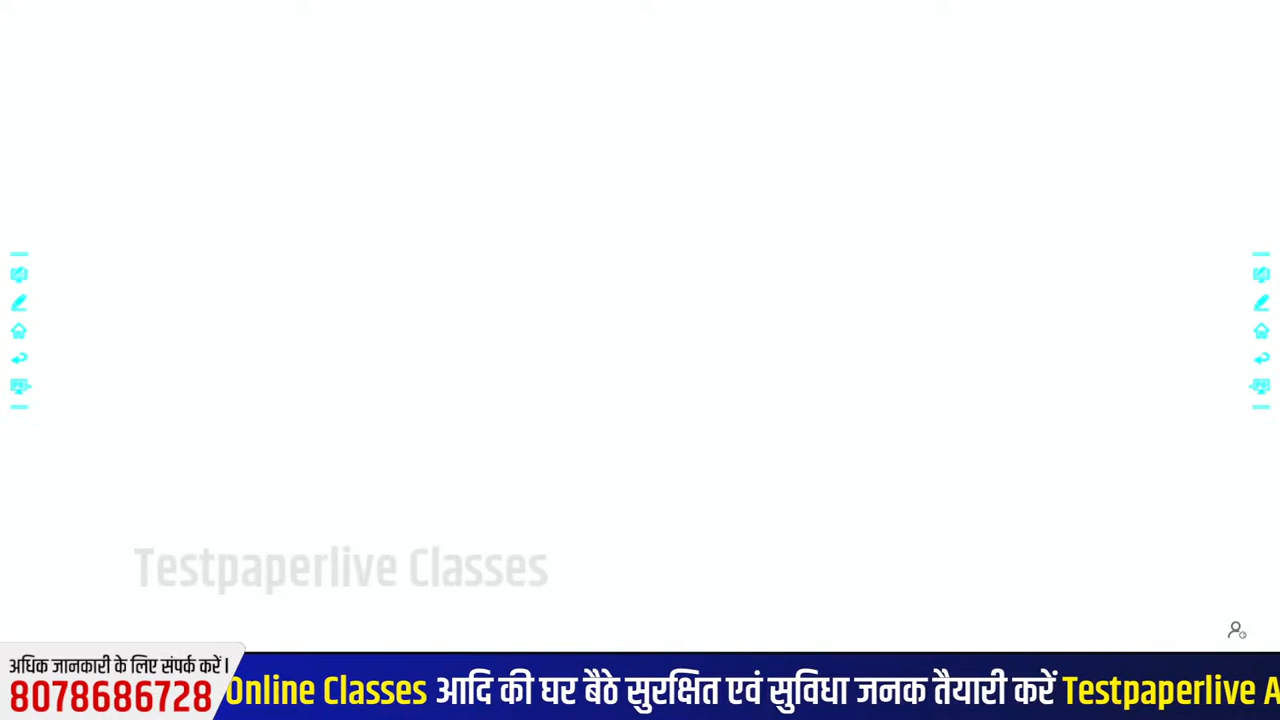 Testpaperlive Classes
अधिक जानकारी के लिए संपर्क करें।
8078686728
Online Classes आदि की घर बैठे सुरक्षित एवं सुविधा जनक तैयारी करें Testpaperlive A